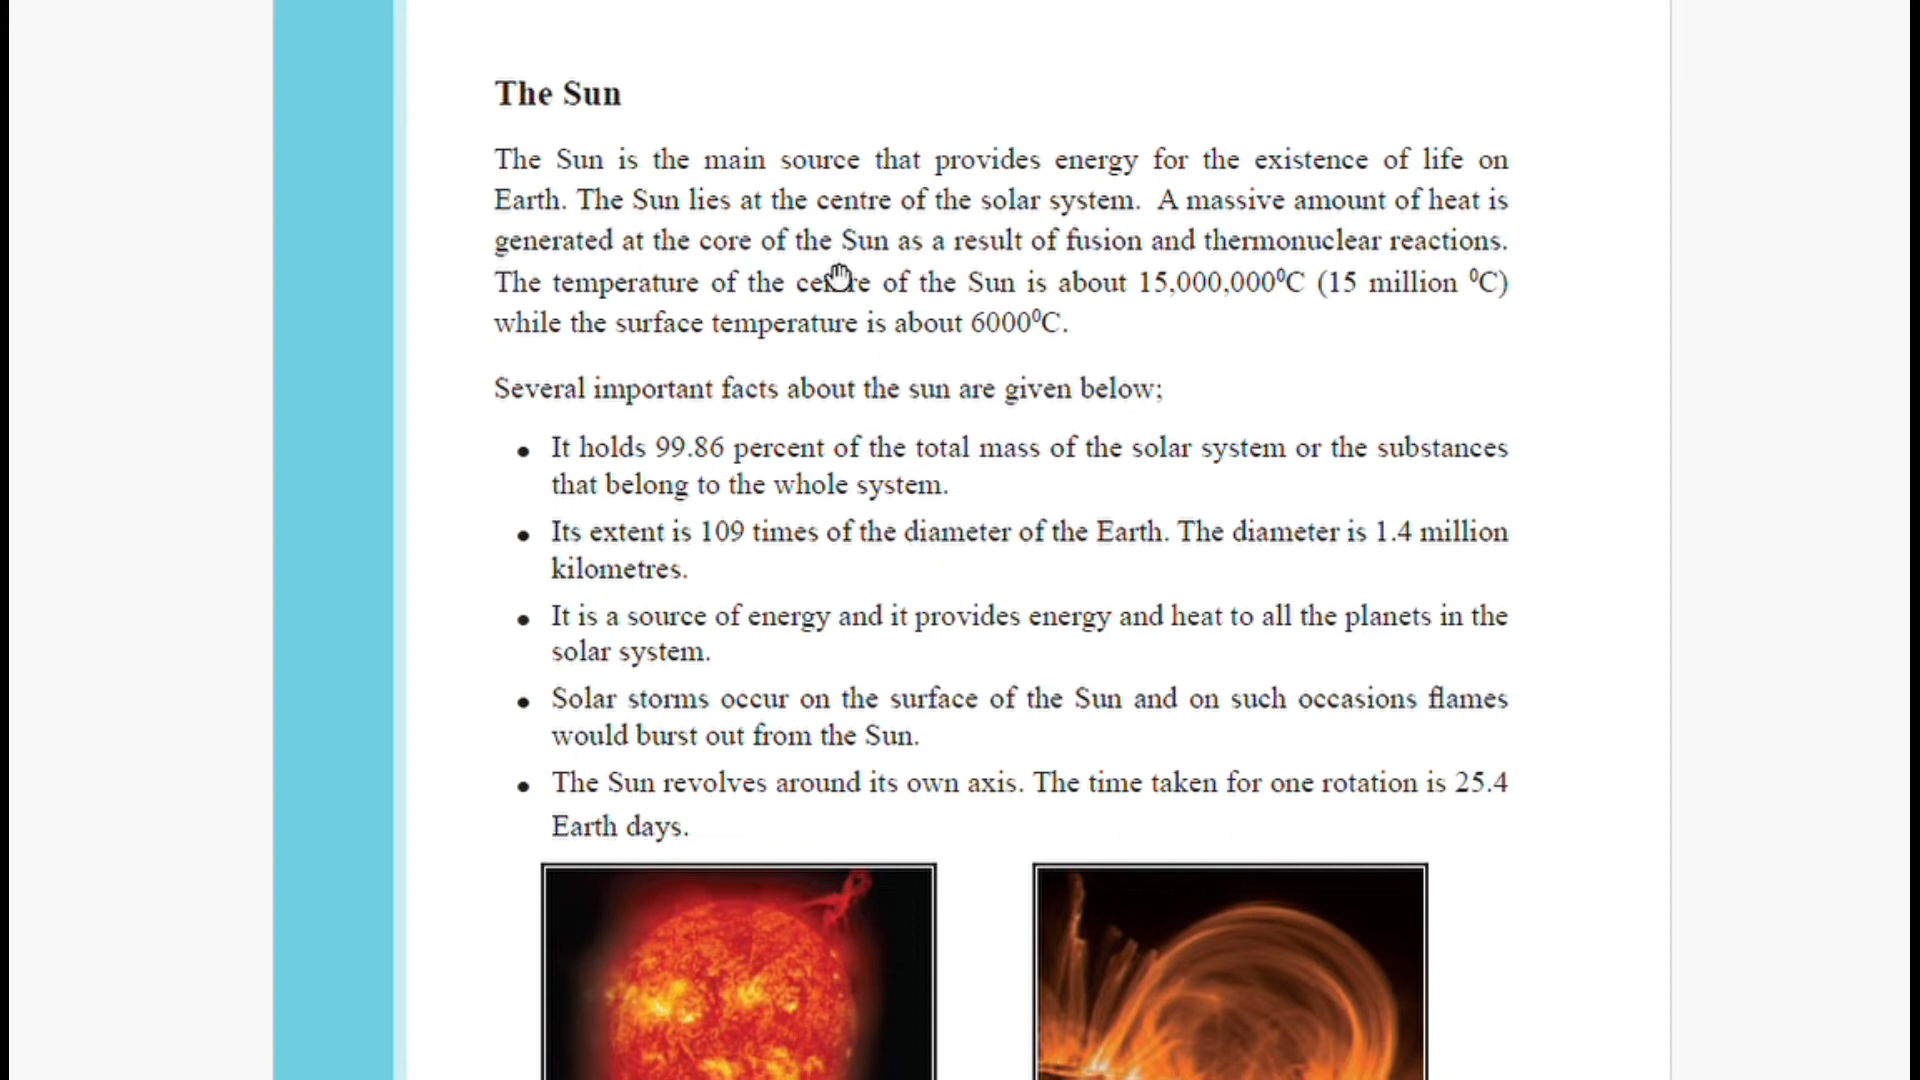 The Sun
The Sun is the main source that provides energy for the existence of life on
Earth. The Sun lies at the centre of the solar system. A massive amount of heat is
generated at the core of the Sun as a result of fusion and thermonuclear reactions.
The temperature of the centre of the Sun is about 15,000,000⁰C (15 million ⁰C)
while the surface temperature is about 6000⁰C.
Several important facts about the sun are given below;
• It holds 99.86 percent of the total mass of the solar system or the substances
that belong to the whole system.
• Its extent is 109 times of the diameter of the Earth. The diameter is 1.4 million
kilometres.
• It is a source of energy and it provides energy and heat to all the planets in the
solar system.
• Solar storms occur on the surface of the Sun and on such occasions flames
would burst out from the Sun.
• The Sun revolves around its own axis. The time taken for one rotation is 25.4
Earth days.